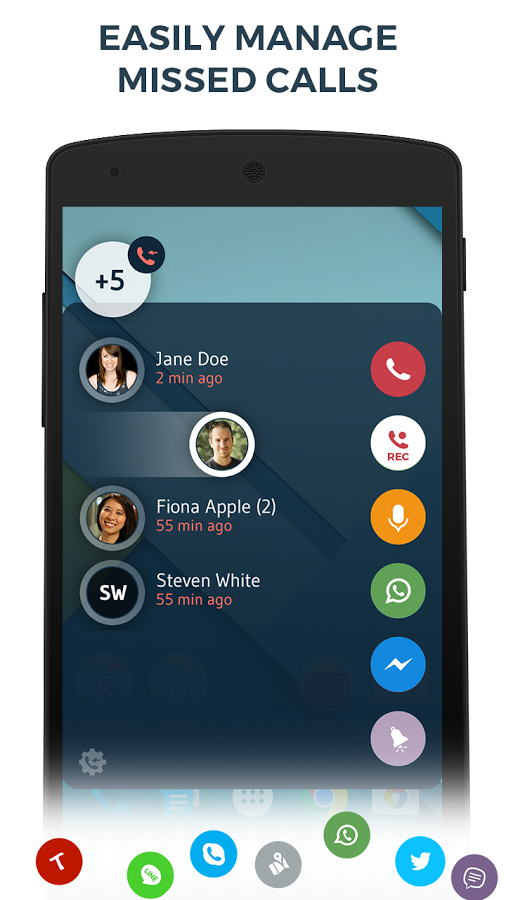 EASILY MANAGE
MISSED CALLS
+5
Jane Doe
2 min ago
REC
Fiona Apple (2)
55 min ago
SW
Steven White
55 min ago
T
LINE